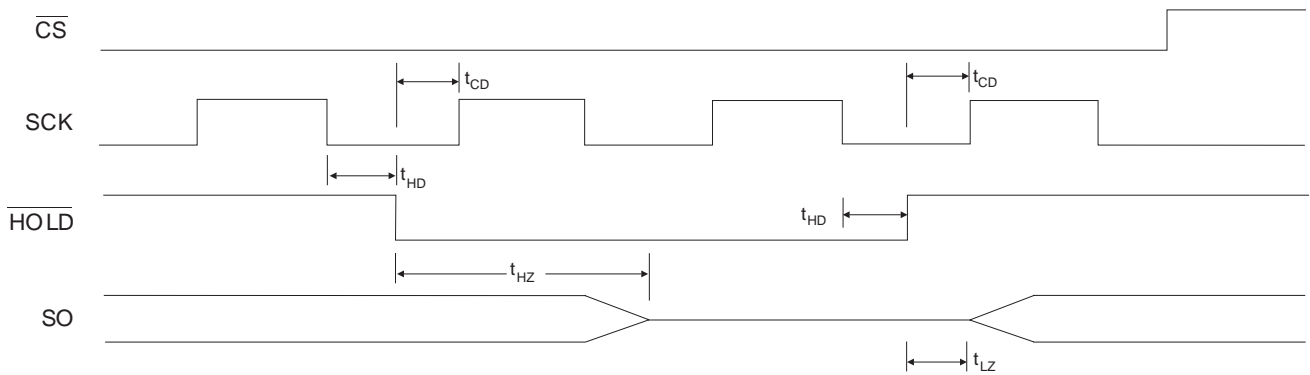 CS
t_CD
t_CD
SCK
t_HD
HOLD
t_HD
t_HZ
SO
t_LZ